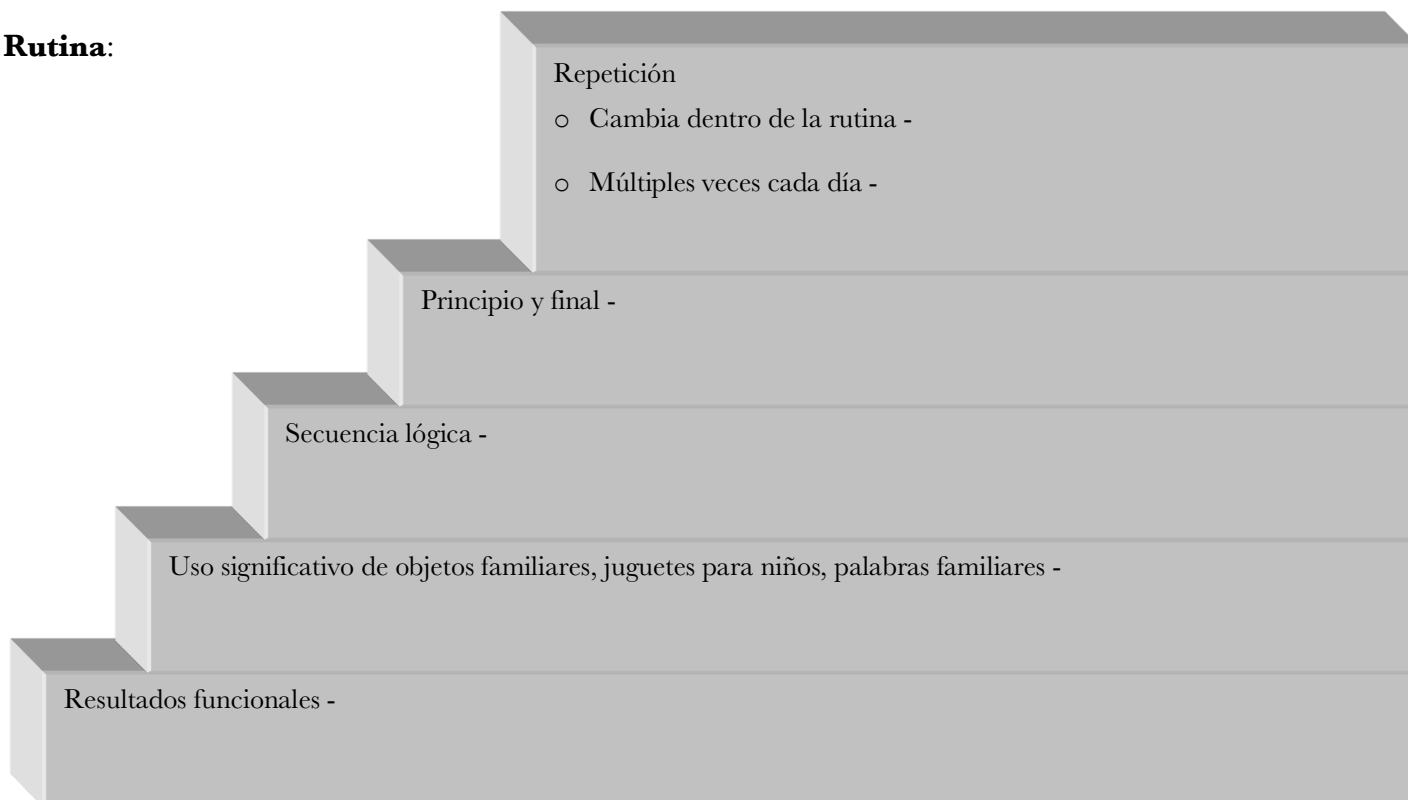 Rutina:
Repetición
o Cambia dentro de la rutina -
o Múltiples veces cada día -
Principio y final -
Secuencia lógica -
Uso significativo de objetos familiares, juguetes para niños, palabras familiares -
Resultados funcionales -